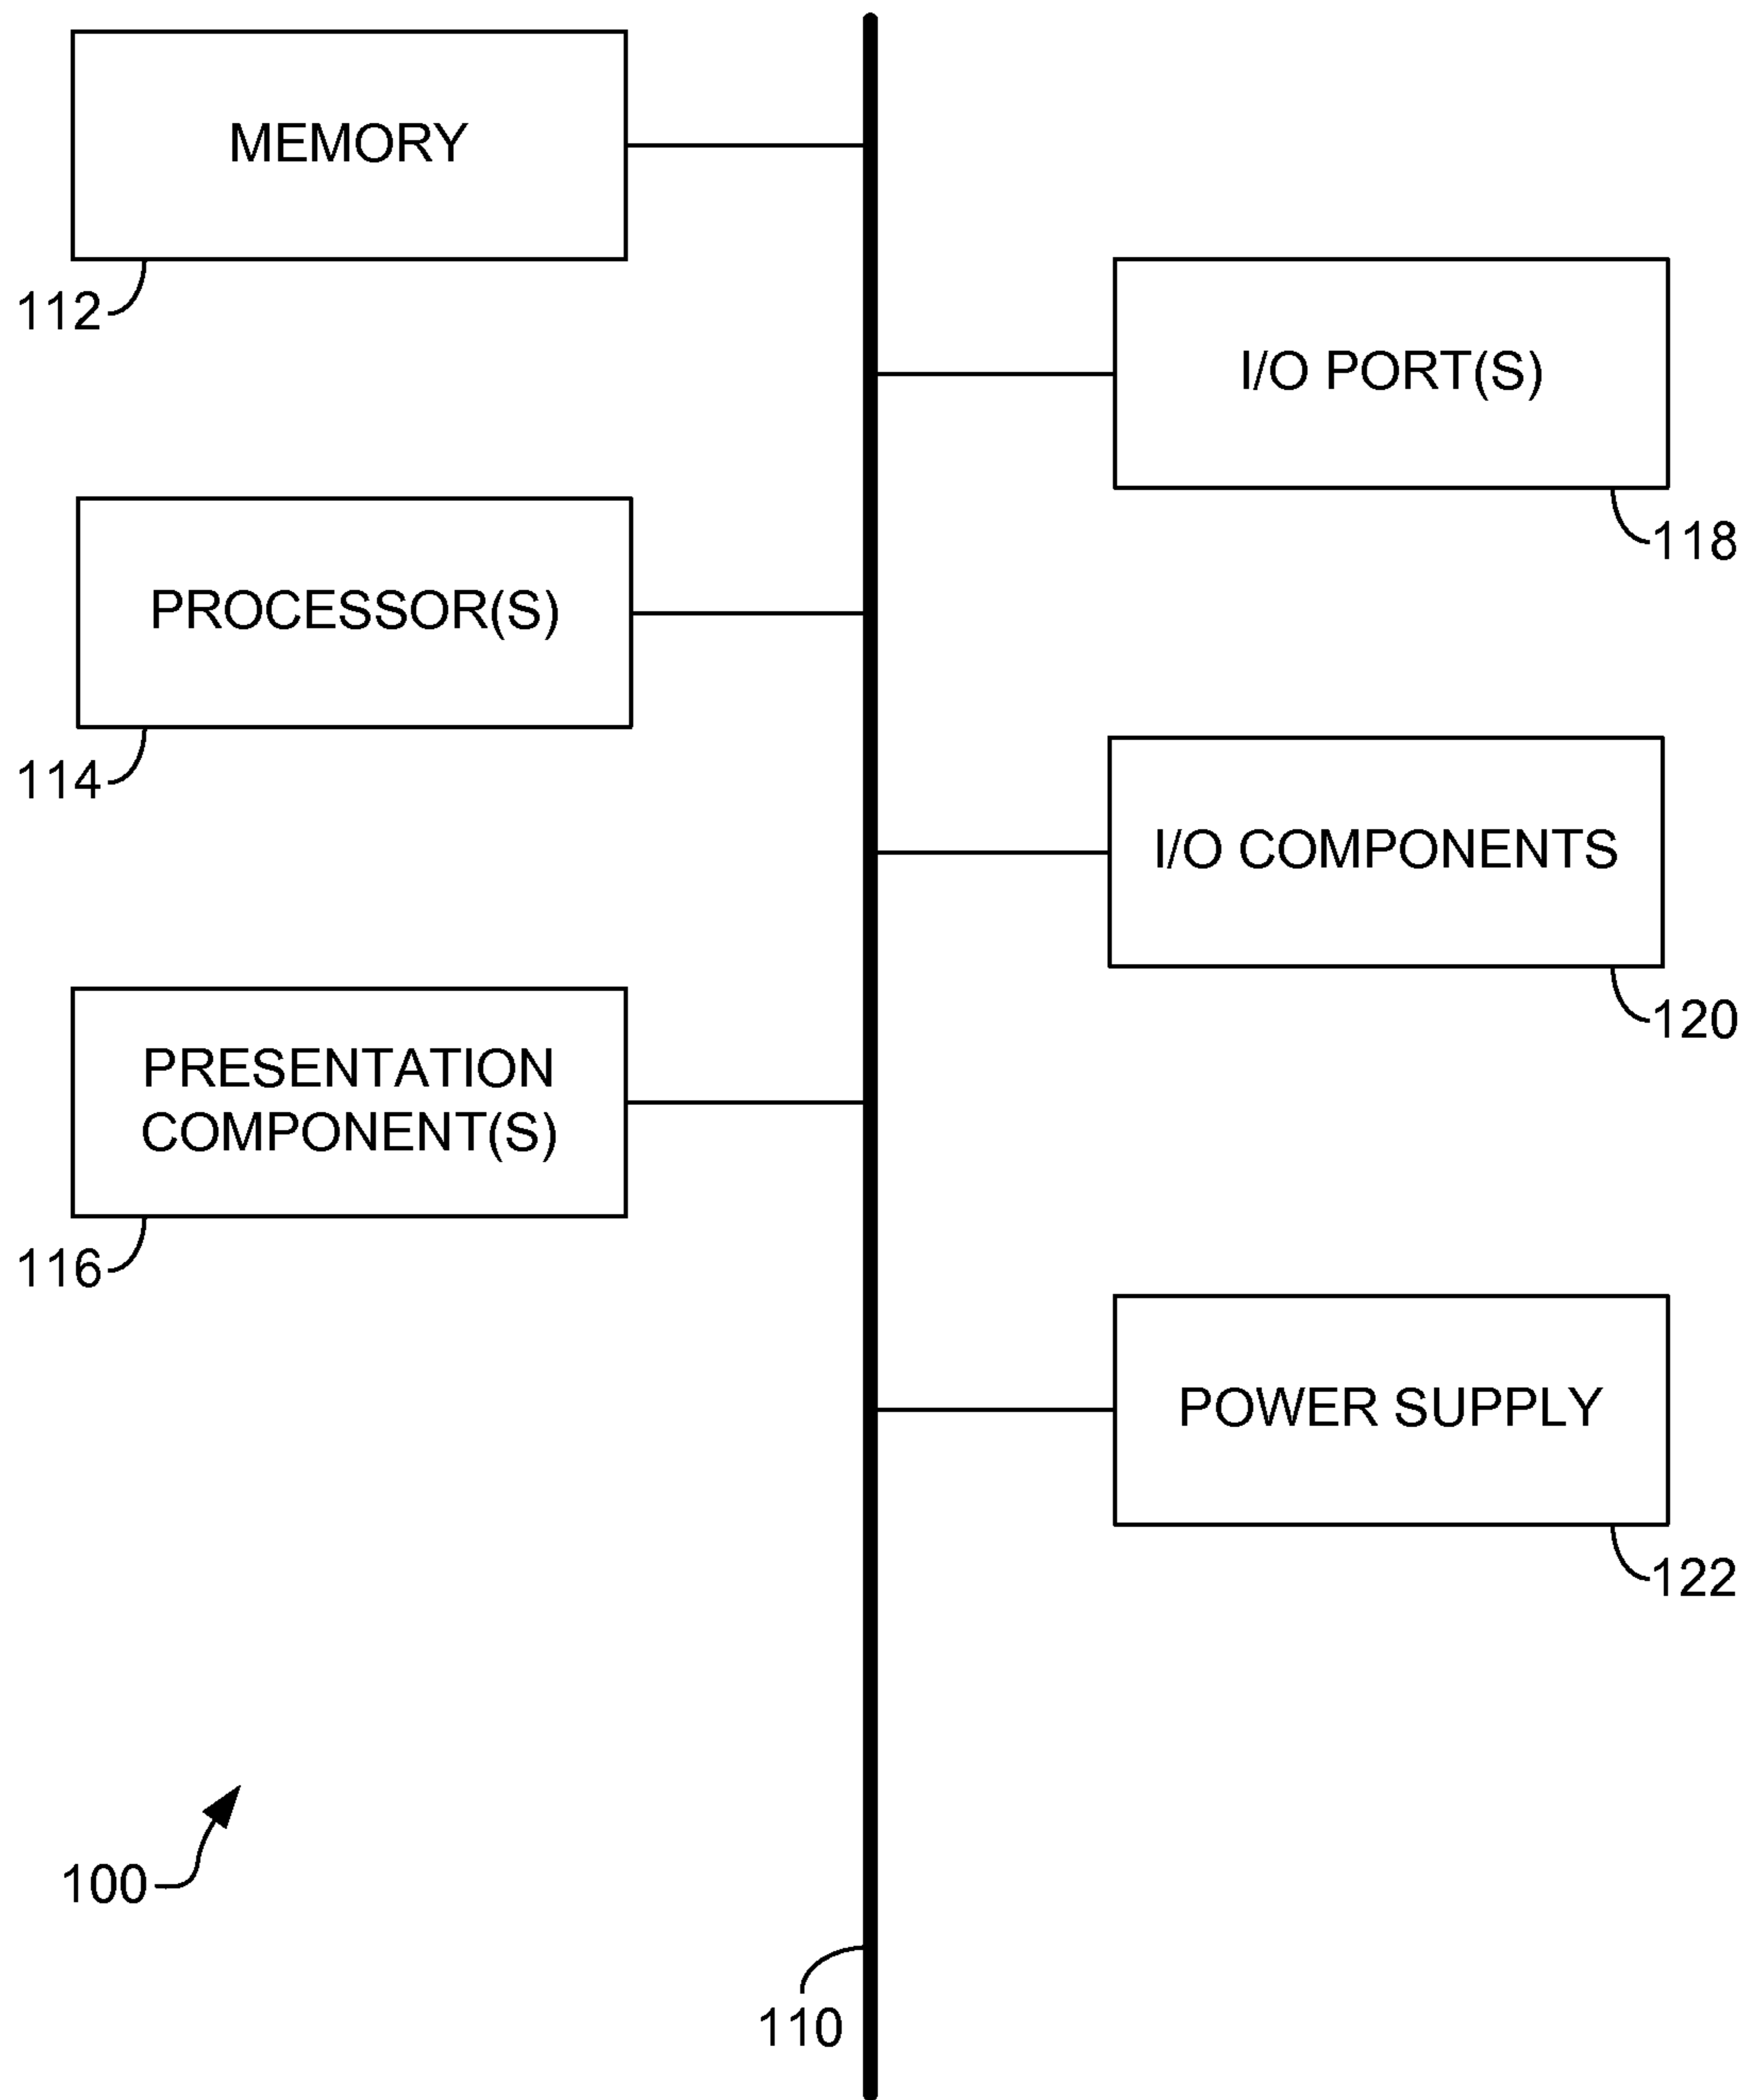 MEMORY
112
I/O PORT(S)
118
PROCESSOR(S)
114
I/O COMPONENTS
120
PRESENTATION
COMPONENT(S)
116
POWER SUPPLY
122
100
110